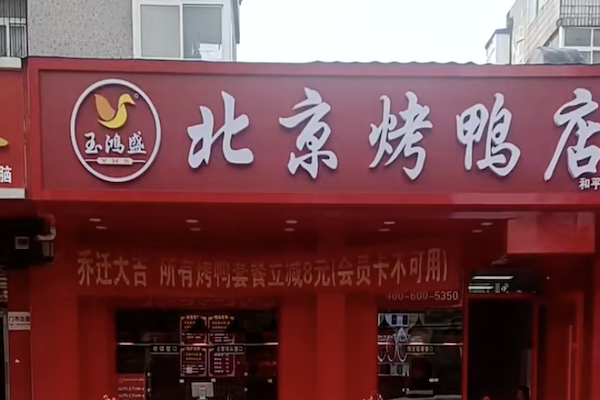 玉鸿盛
北京烤鸭店
和平
脑
乔迁大吉 所有烤鸭套餐立减8元(会员卡不可用)
400-600-5350